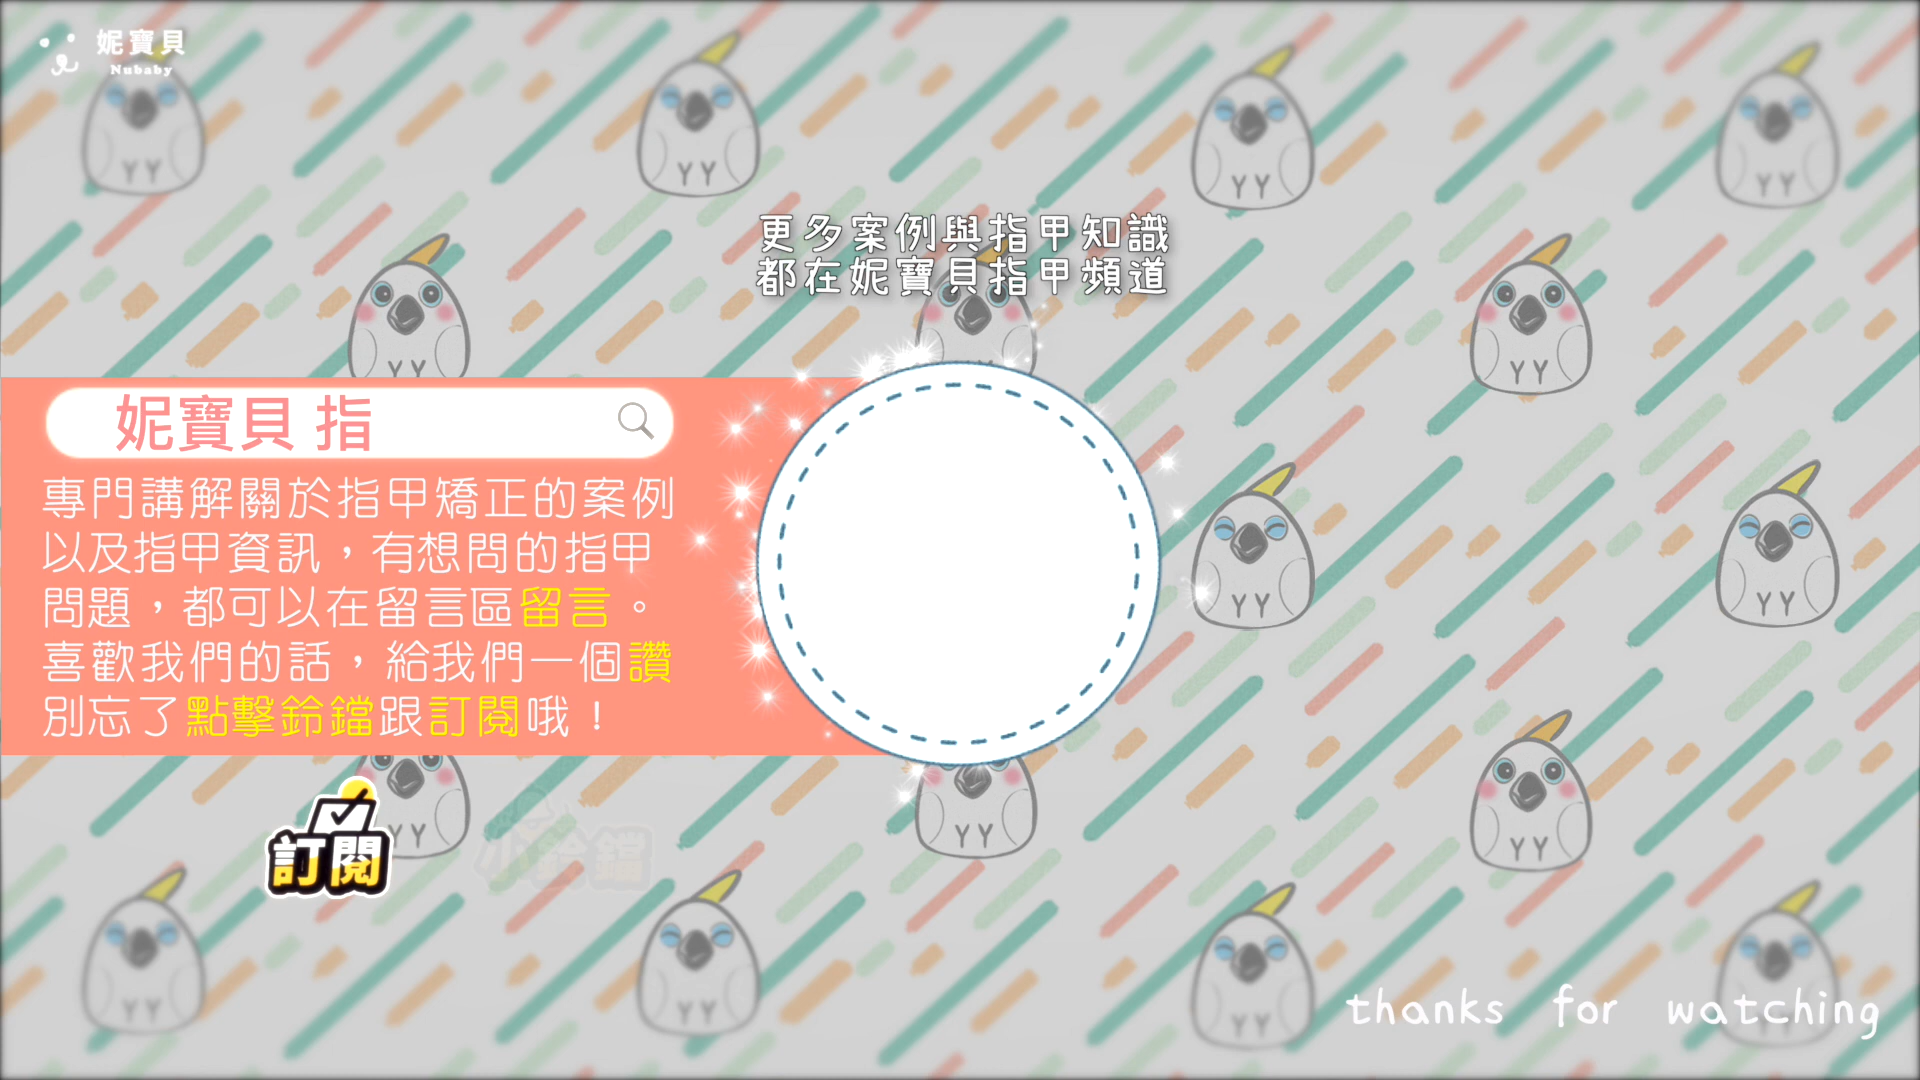 妮寶貝
Nubaby
更多案例與指甲知識
都在妮寶貝指甲頻道
妮寶貝 指
專門講解關於指甲矯正的案例
以及指甲資訊，有想問的指甲
問題，都可以在留言區留言。
喜歡我們的話，給我們一個讚
別忘了點擊鈴鐺跟訂閱哦！
訂閱
小鈴鐺
thanks for watching